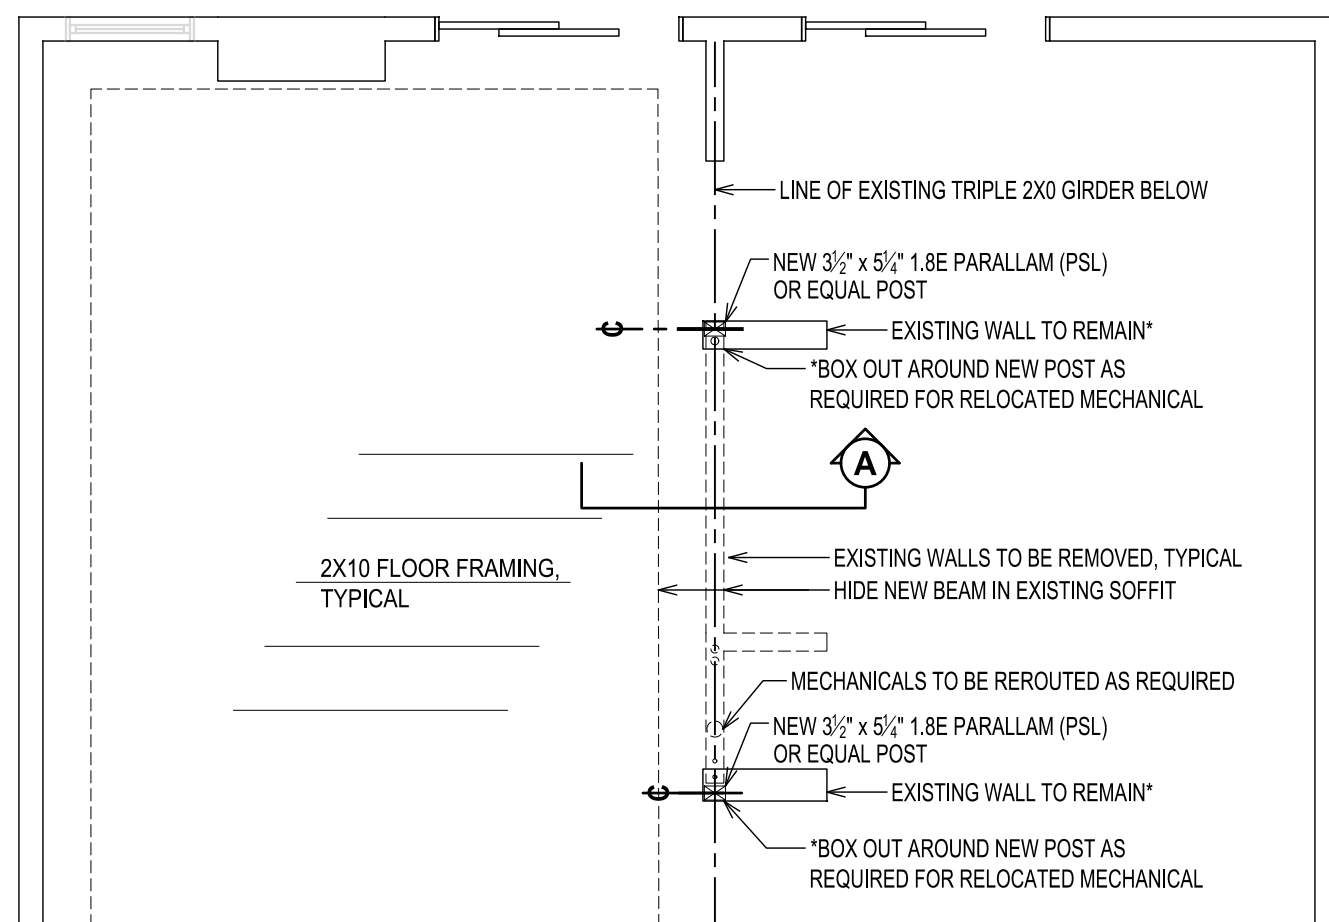 LINE OF EXISTING TRIPLE 2X0 GIRDER BELOW
NEW 3½" x 5¼" 1.8E PARALLAM (PSL)
OR EQUAL POST
C
EXISTING WALL TO REMAIN*
*BOX OUT AROUND NEW POST AS
REQUIRED FOR RELOCATED MECHANICAL
A
2X10 FLOOR FRAMING,
TYPICAL
EXISTING WALLS TO BE REMOVED, TYPICAL
HIDE NEW BEAM IN EXISTING SOFFIT
MECHANICALS TO BE REROUTED AS REQUIRED
NEW 3½" x 5¼" 1.8E PARALLAM (PSL)
OR EQUAL POST
C
EXISTING WALL TO REMAIN*
*BOX OUT AROUND NEW POST AS
REQUIRED FOR RELOCATED MECHANICAL